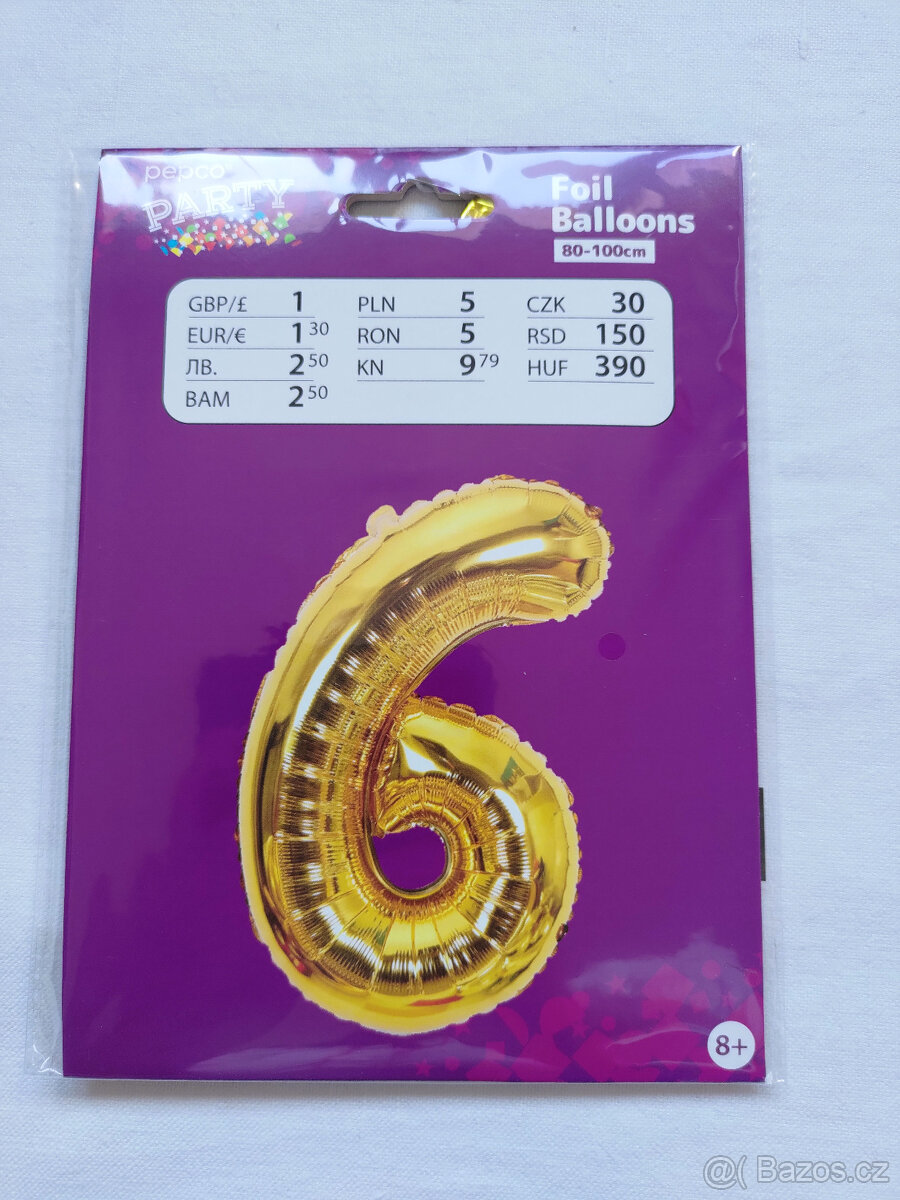 pepco
PARTY
Foil
Balloons
80-100cm
GBP/£ 1 PLN 5 CZK 30
EUR/€ 1 30 RON 5 RSD 150
ЛВ. 2 50 KN 9 79 HUF 390
BAM 2 50
6
8+
@( Bazos.cz